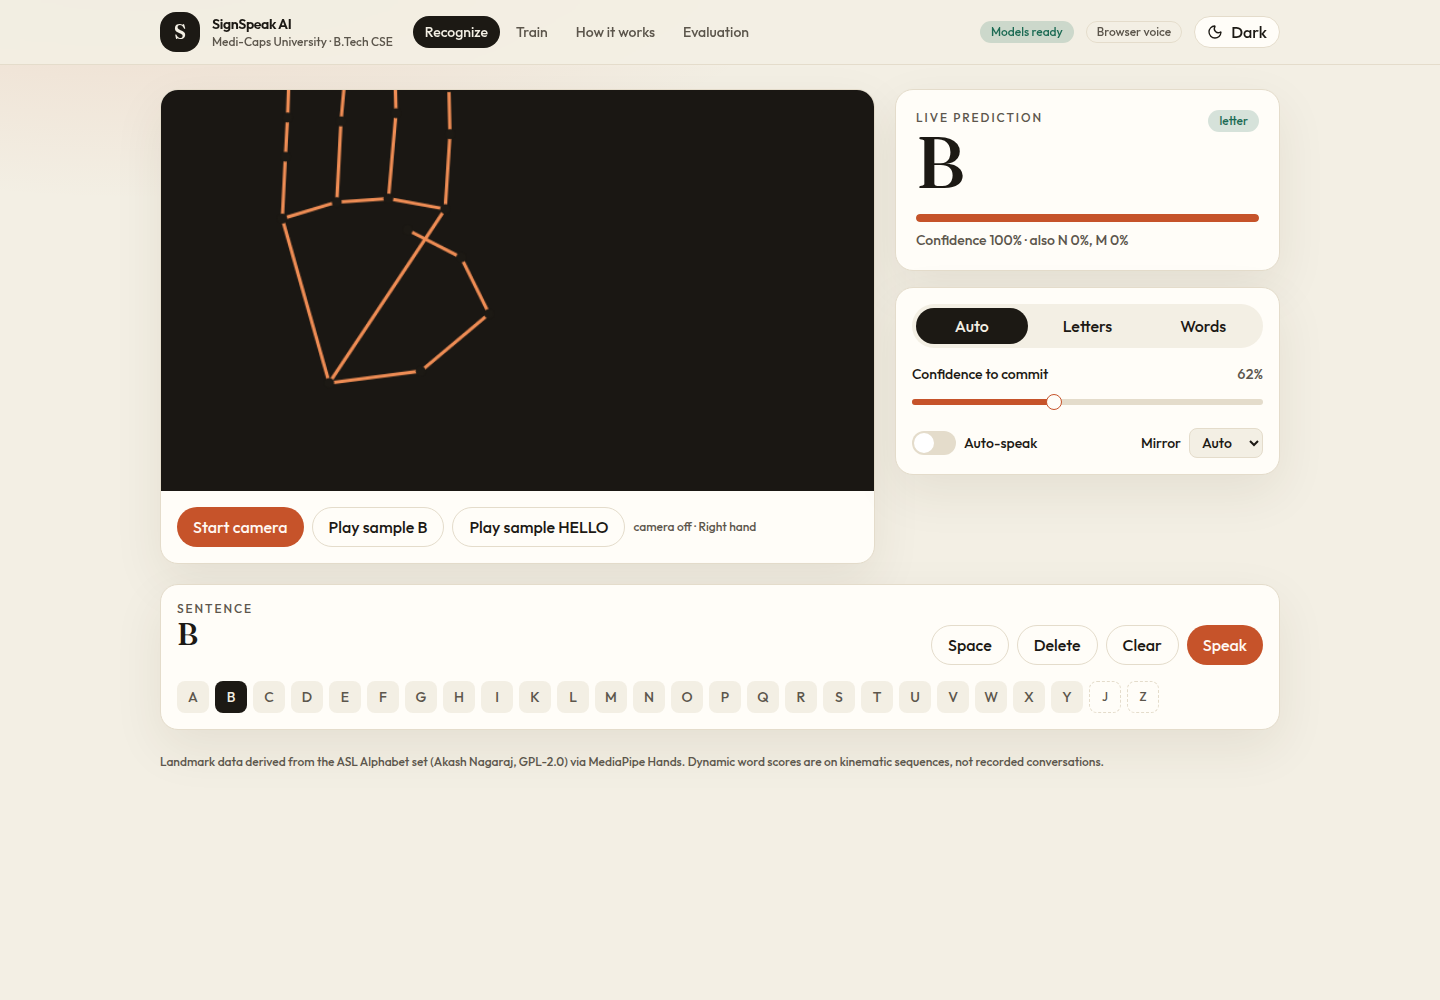 S
SignSpeak AI
Medi-Caps University · B.Tech CSE
Recognize
Train
How it works
Evaluation
Models ready
Browser voice
Dark
LIVE PREDICTION
letter
B
Confidence 100% · also N 0%, M 0%
Auto
Letters
Words
Confidence to commit
62%
Auto-speak
Mirror
Auto
Start camera
Play sample B
Play sample HELLO
camera off · Right hand
SENTENCE
B
Space
Delete
Clear
Speak
A B C D E F G H I K L M N O P Q R S T U V W X Y J Z
Landmark data derived from the ASL Alphabet set (Akash Nagaraj, GPL-2.0) via MediaPipe Hands. Dynamic word scores are on kinematic sequences, not recorded conversations.